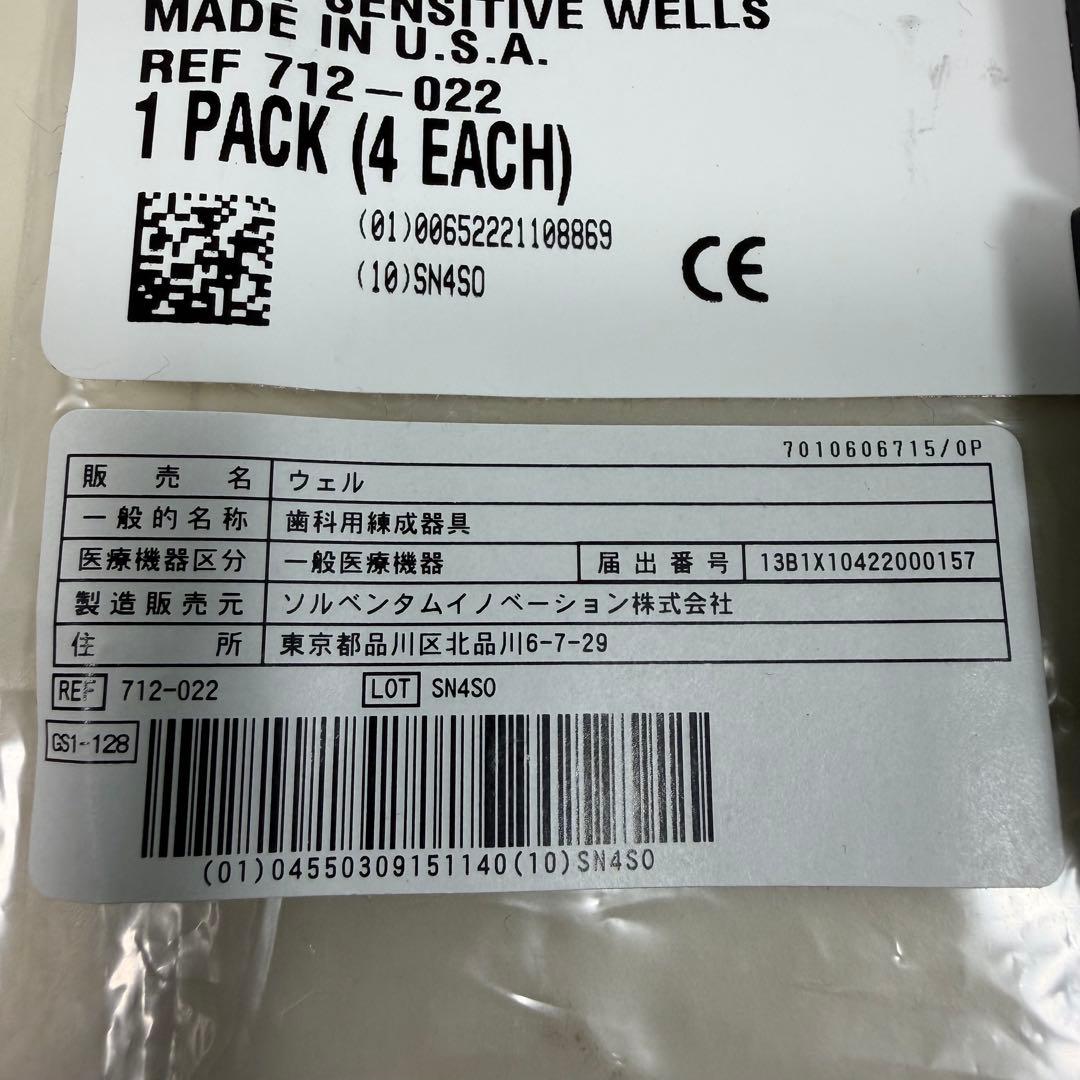 SENSITIVE WELLS
MADE IN U.S.A.
REF 712-022
1 PACK (4 EACH)
(01)00652221108869
(10)SN4SO
CE
7010606715/0P
販売名 ウェル
一般的名称 歯科用練成器具
医療機器区分 一般医療機器 届出番号 13B1X10422000157
製造販売元 ソルベンタムイノベーション株式会社
住所 東京都品川区北品川6-7-29
REF 712-022 LOT SN4SO
GS1-128
(01)04550309151140(10)SN4SO